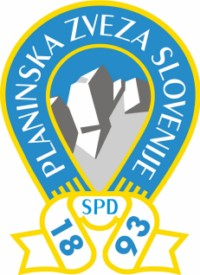 PLANINSKA ZVEZA SLOVENIJE
SPD
18 93